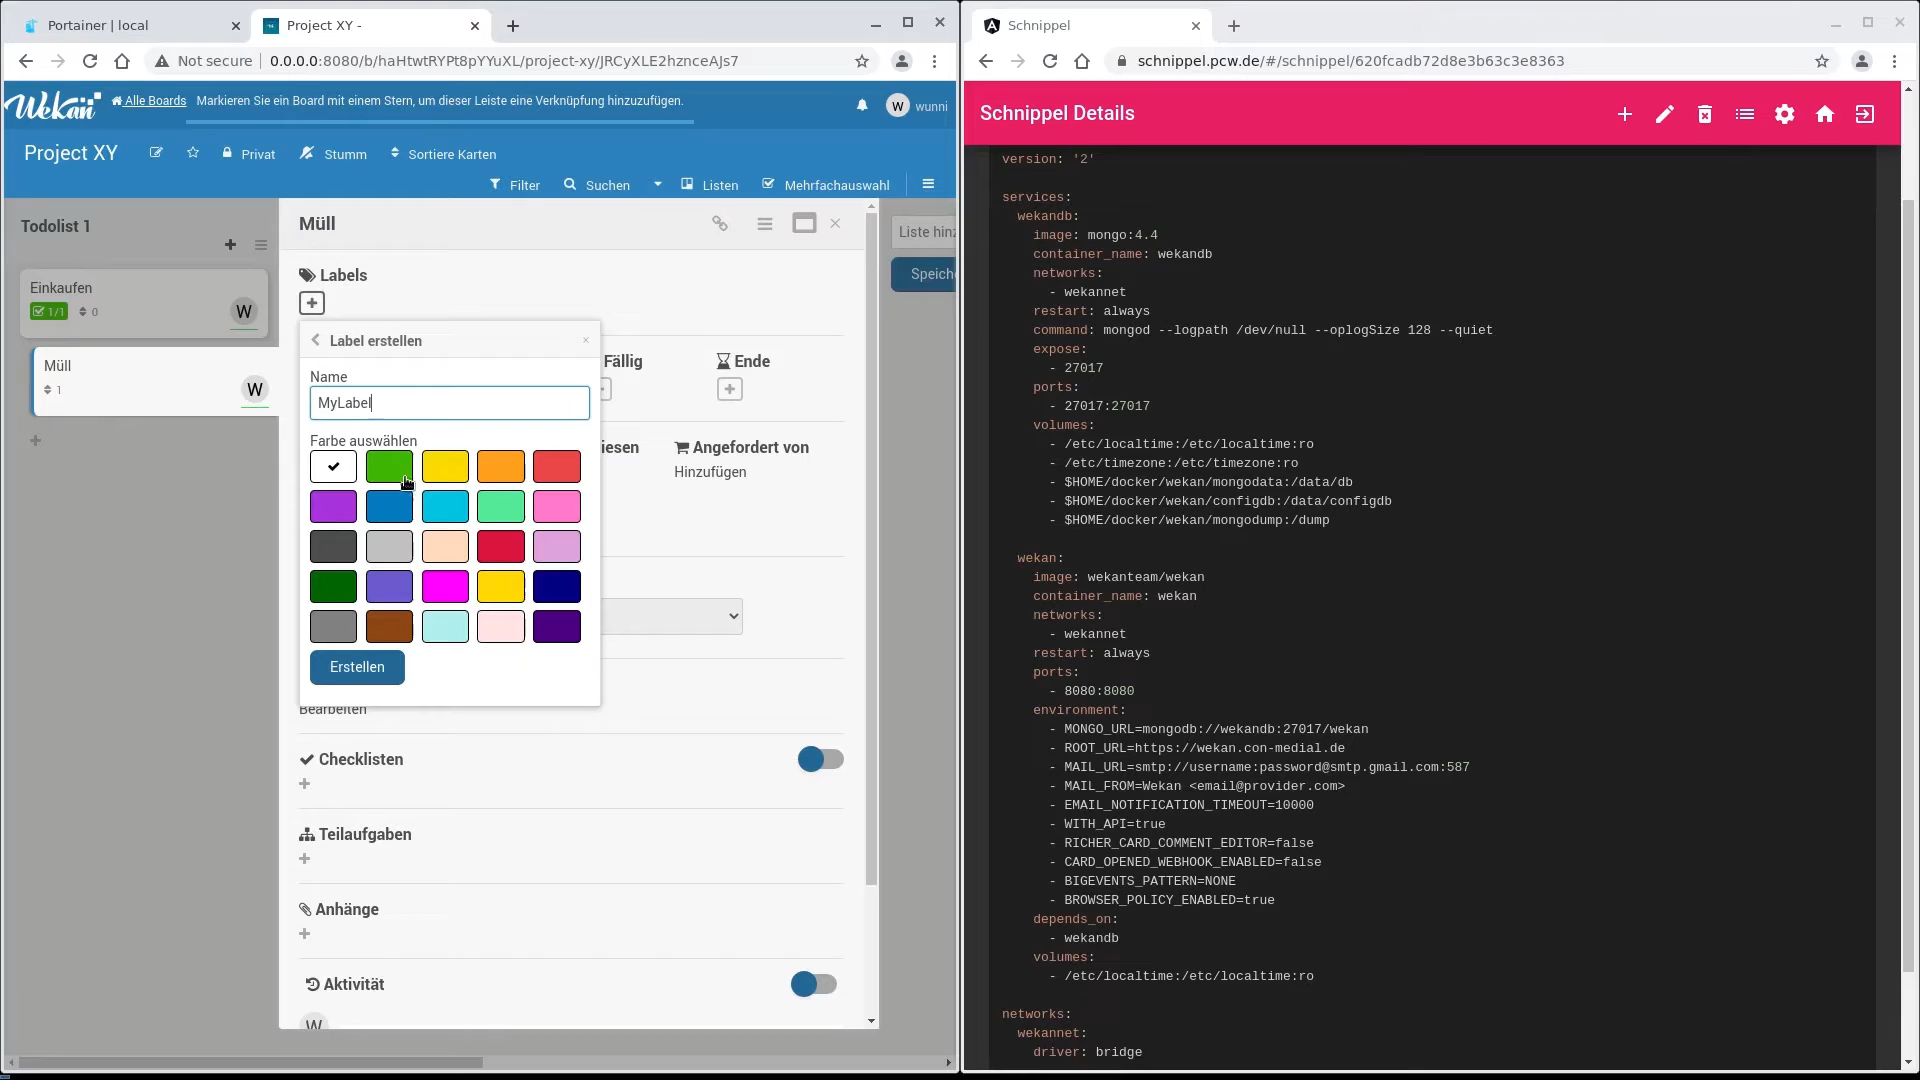 Portainer | local
Project XY -
Not secure
0.0.0.0:8080/b/haHtwtRYPt8pYYuXL/project-xy/JRCyXLE2hznceAJs7
Wekan
All Boards
Markieren Sie ein Board mit einem Stern, um dieser Leiste eine Verknüpfung hinzuzufügen.
W
wunni
Project XY
Privat
Stumm
Sortiere Karten
Filter
Suchen
Listen
Mehrfachauswahl
Todolist 1
Einkaufen
1/1
0
W
Müll
1
W
Müll
Labels
Label erstellen
Name
MyLabel
Farbe auswählen
Erstellen
Fällig
Ende
iesen
Angefordert von
Hinzufügen
Bearbeiten
Checklisten
Teilaufgaben
Anhänge
Aktivität
W
Liste hinz
Speiche
Schnippel
schnippel.pcw.de/#/schnippel/620fcadb72d8e3b63c3e8363
Schnippel Details
version: '2'
services:
wekandb:
image: mongo:4.4
container_name: wekandb
networks:
- wekannet
restart: always
command: mongod --logpath /dev/null --oplogSize 128 --quiet
expose:
- 27017
ports:
- 27017:27017
volumes:
- /etc/localtime:/etc/localtime:ro
- /etc/timezone:/etc/timezone:ro
- $HOME/docker/wekan/mongodata:/data/db
- $HOME/docker/wekan/configdb:/data/configdb
- $HOME/docker/wekan/mongodump:/dump
wekan:
image: wekanteam/wekan
container_name: wekan
networks:
- wekannet
restart: always
ports:
- 8080:8080
environment:
- MONGO_URL=mongodb://wekandb:27017/wekan
- ROOT_URL=https://wekan.con-medial.de
- MAIL_URL=smtp://username:password@smtp.gmail.com:587
- MAIL_FROM=Wekan <email@provider.com>
- EMAIL_NOTIFICATION_TIMEOUT=10000
- WITH_API=true
- RICHER_CARD_COMMENT_EDITOR=false
- CARD_OPENED_WEBHOOK_ENABLED=false
- BIGEVENTS_PATTERN=NONE
- BROWSER_POLICY_ENABLED=true
depends_on:
- wekandb
volumes:
- /etc/localtime:/etc/localtime:ro
networks:
wekannet:
driver: bridge